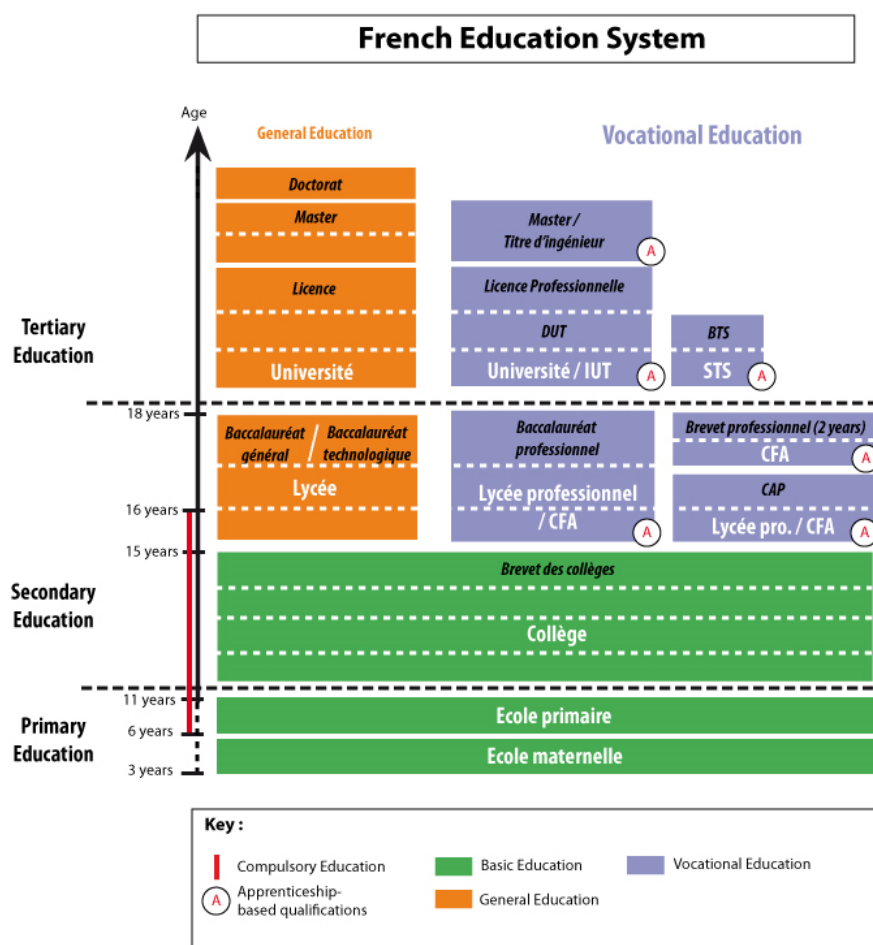 French Education System
Age
General Education
Vocational Education
Doctorat
Master
Master /
Titre d'ingénieur
A
Licence
Licence Professionnelle
Tertiary
Education
DUT
BTS
Université
Université / IUT
A
STS
A
18 years
Baccalauréat
général
/
Baccalauréat
technologique
Baccalauréat
professionnel
Brevet professionnel (2 years)
CFA
A
Lycée
Lycée professionnel
/ CFA
A
CAP
Lycée pro. / CFA
A
16 years
15 years
Secondary
Education
Brevet des collèges
Collège
11 years
Primary
Education
Ecole primaire
6 years
Ecole maternelle
3 years
Key :
Compulsory Education
Basic Education
Vocational Education
A
Apprenticeship-
based qualifications
General Education